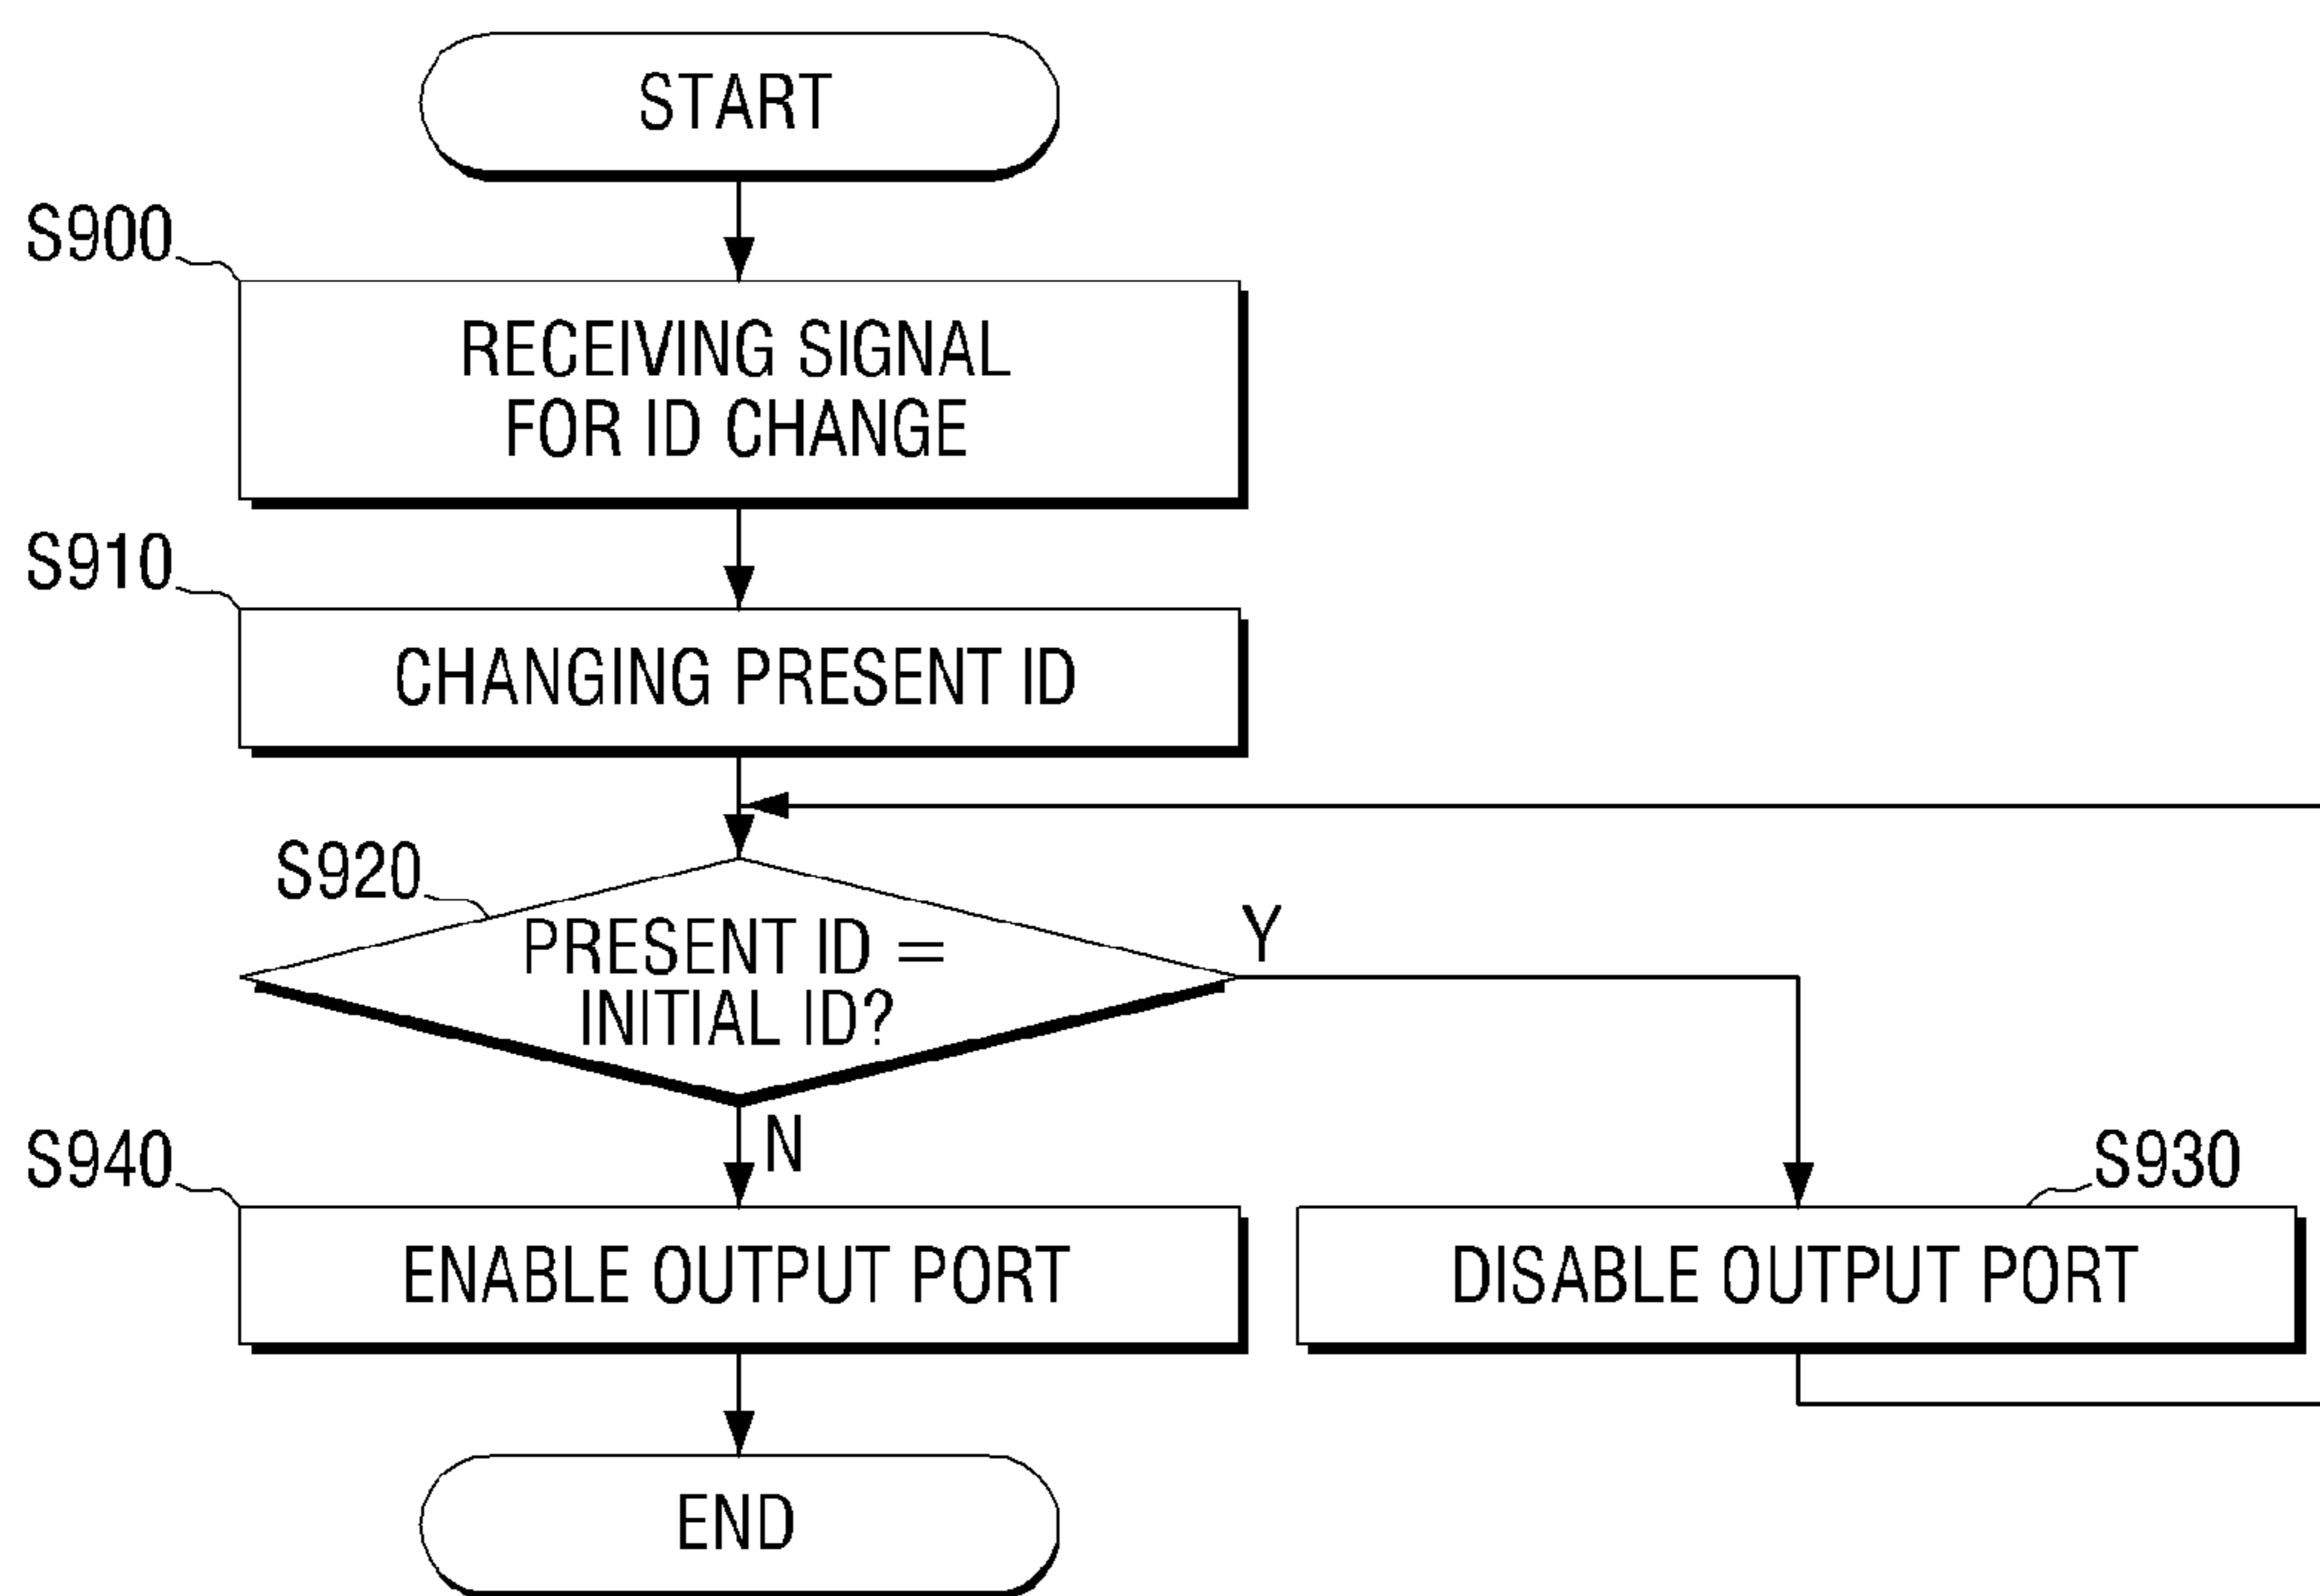 START
S900
RECEIVING SIGNAL
FOR ID CHANGE
S910
CHANGING PRESENT ID
S920
PRESENT ID =
INITIAL ID?
Y
N
S940
ENABLE OUTPUT PORT
S930
DISABLE OUTPUT PORT
END